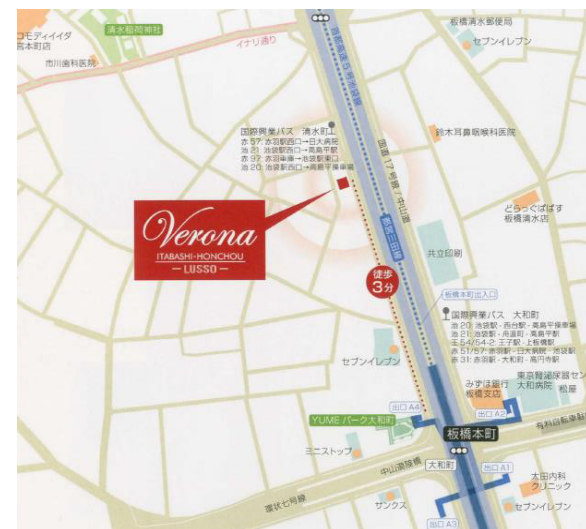 コモディイイダ
宮本町店
清水稲荷神社
市川歯科医院
イナリ通り
首都高速5号池袋線
板橋清水郵便局
セブンイレブン
国際興業バス 清水町
赤57: 赤羽駅西口→日大病院
池21: 池袋駅西口→高島平駅
赤97: 赤羽車庫→池袋駅東口
池20: 池袋駅西口→高島平操車場
鈴木耳鼻咽喉科医院
国道17号線/中山道
都営三田線
Verona
ITABASHI-HONCHOU
LUSSO
どらっぐぱぱす
板橋清水店
共立印刷
徒歩
3分
板橋本町出入口
国際興業バス 大和町
池20: 池袋駅・西台駅・高島平操車場
池21: 池袋駅・舟渡町・高島平駅
王54/54-2: 王子駅・上板橋駅
赤51/57: 赤羽駅・日大病院・池袋駅
赤31: 赤羽駅・大和町・高円寺駅
セブンイレブン
みずほ銀行
板橋支店
東京腎泌尿器セン
大和病院
松屋
出口A4
出口A2
YUMEパーク大和町
板橋本町
有料自転車駐
ミニストップ
中山道陸橋
大和町
出口A1
環状七号線
太田内科
クリニック
サンクス
出口A3
セブンイレブン